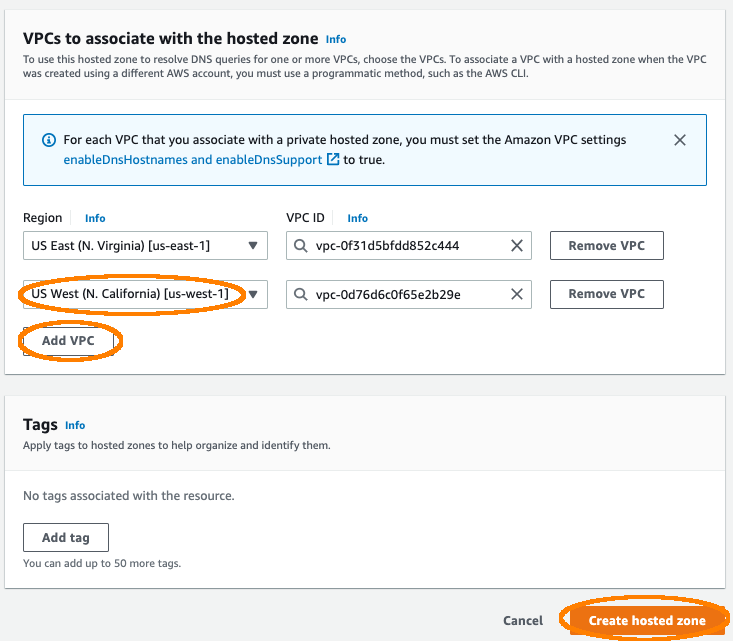 VPCs to associate with the hosted zone Info
To use this hosted zone to resolve DNS queries for one or more VPCs, choose the VPCs. To associate a VPC with a hosted zone when the VPC
was created using a different AWS account, you must use a programmatic method, such as the AWS CLI.
For each VPC that you associate with a private hosted zone, you must set the Amazon VPC settings
enableDnsHostnames and enableDnsSupport to true.
Region Info VPC ID Info
US East (N. Virginia) [us-east-1] vpc-0f31d5bfdd852c444 Remove VPC
US West (N. California) [us-west-1] vpc-0d76d6c0f65e2b29e Remove VPC
Add VPC
Tags Info
Apply tags to hosted zones to help organize and identify them.
No tags associated with the resource.
Add tag
You can add up to 50 more tags.
Cancel Create hosted zone